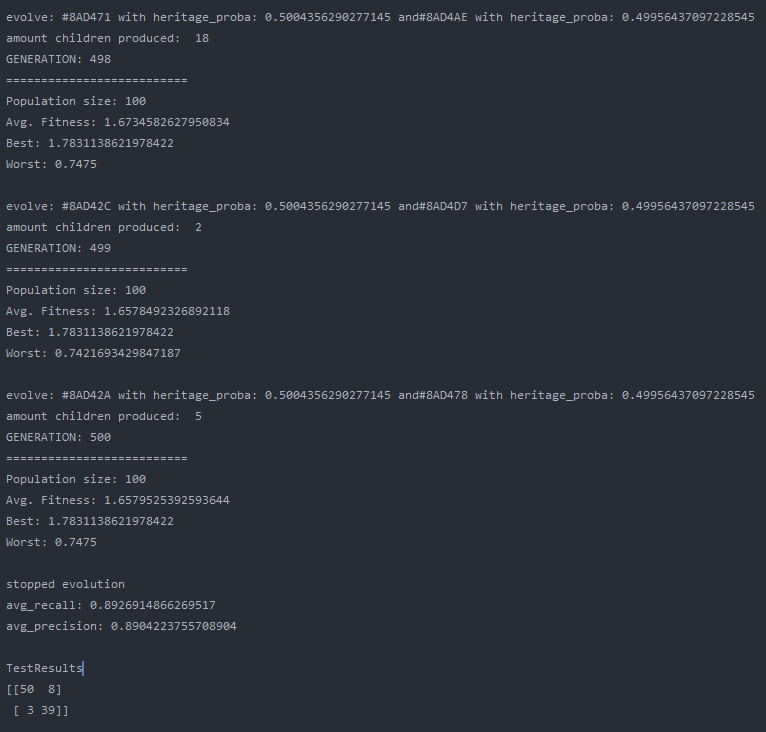 evolve: #8AD471 with heritage_proba: 0.5004356290277145 and#8AD4AE with heritage_proba: 0.49956437097228545
amount children produced:  18
GENERATION: 498
==========================
Population size: 100
Avg. Fitness: 1.6734582627950834
Best: 1.7831138621978422
Worst: 0.7475

evolve: #8AD42C with heritage_proba: 0.5004356290277145 and#8AD4D7 with heritage_proba: 0.49956437097228545
amount children produced:  2
GENERATION: 499
==========================
Population size: 100
Avg. Fitness: 1.6578492326892118
Best: 1.7831138621978422
Worst: 0.7421693429847187

evolve: #8AD42A with heritage_proba: 0.5004356290277145 and#8AD478 with heritage_proba: 0.49956437097228545
amount children produced:  5
GENERATION: 500
==========================
Population size: 100
Avg. Fitness: 1.6579525392593644
Best: 1.7831138621978422
Worst: 0.7475

stopped evolution
avg_recall: 0.8926914866269517
avg_precision: 0.8904223755708904

TestResults
[[50  8]
 [ 3 39]]